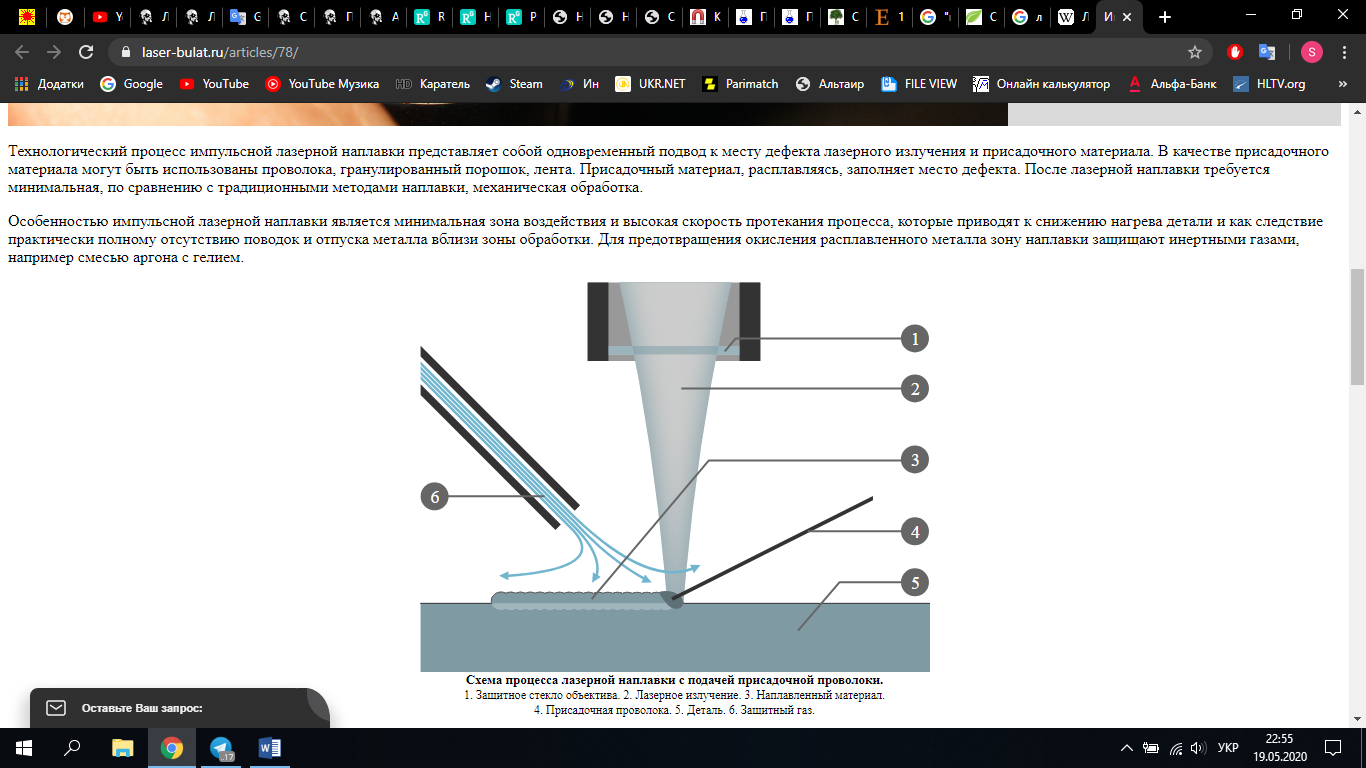 Y
Л
Л
G
С
П
А
R
Н
Р
Н
Н
С
К
П
П
С
1
"и
С
л
Л
Ин
laser-bulat.ru/articles/78/
S
Додатки
Google
YouTube
YouTube Музика
HD Каратель
Steam
Ин
UKR.NET
Parimatch
Альтаир
FILE VIEW
Онлайн калькулятор
Альфа-Банк
HLTV.org
»
Технологический процесс импульсной лазерной наплавки представляет собой одновременный подвод к месту дефекта лазерного излучения и присадочного материала. В качестве присадочного
материала могут быть использованы проволока, гранулированный порошок, лента. Присадочный материал, расплавляясь, заполняет место дефекта. После лазерной наплавки требуется
минимальная, по сравнению с традиционными методами наплавки, механическая обработка.
Особенностью импульсной лазерной наплавки является минимальная зона воздействия и высокая скорость протекания процесса, которые приводят к снижению нагрева детали и как следствие
практически полному отсутствию поводок и отпуска металла вблизи зоны обработки. Для предотвращения окисления расплавленного металла зону наплавки защищают инертными газами,
например смесью аргона с гелием.
1
2
3
4
5
6
Схема процесса лазерной наплавки с подачей присадочной проволоки.
1. Защитное стекло объектива. 2. Лазерное излучение. 3. Наплавленный материал.
4. Присадочная проволока. 5. Деталь. 6. Защитный газ.
Оставьте Ваш запрос:
..17
УКР
22:55
19.05.2020